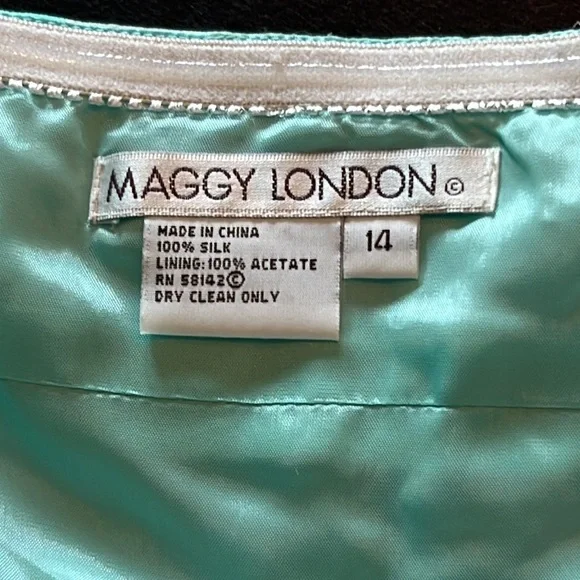 MAGGY LONDON ©
MADE IN CHINA
100% SILK
LINING: 100% ACETATE
RN 58142©
DRY CLEAN ONLY
14